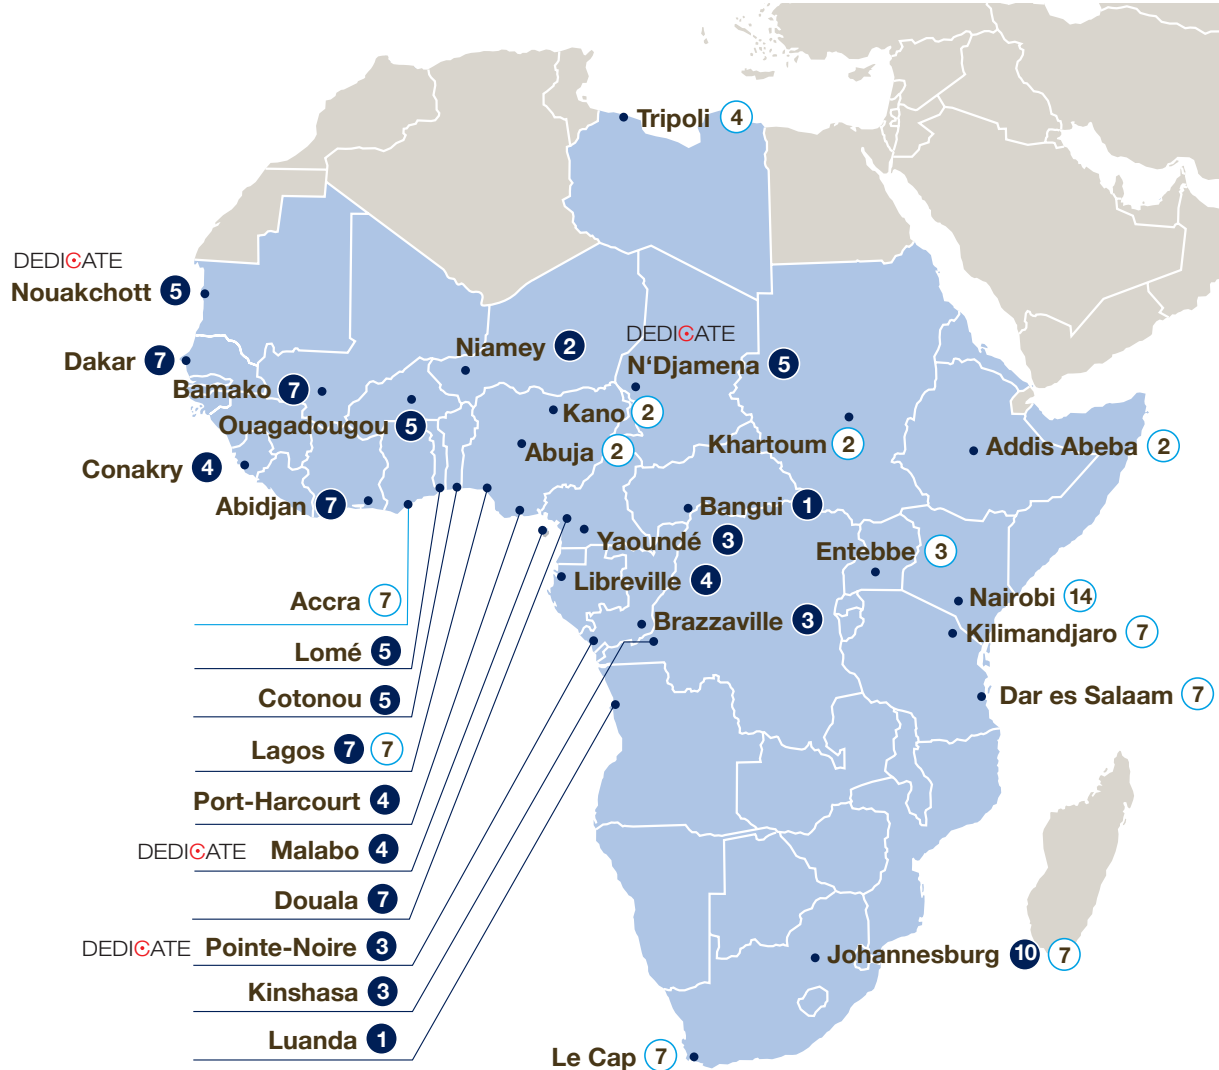 Tripoli 4
DEDICATE
Nouakchott 5
DEDICATE
Niamey 2
N‘Djamena 5
Dakar 7
Bamako 7
Kano 2
Ouagadougou 5
Abuja 2
Khartoum 2
Addis Abeba 2
Conakry 4
Abidjan 7
Bangui 1
Yaoundé 3
Entebbe 3
Libreville 4
Accra 7
Nairobi 14
Brazzaville 3
Kilimandjaro 7
Lomé 5
Cotonou 5
Dar es Salaam 7
Lagos 7 7
Port-Harcourt 4
DEDICATE Malabo 4
Douala 7
DEDICATE Pointe-Noire 3
Johannesburg 10 7
Kinshasa 3
Luanda 1
Le Cap 7